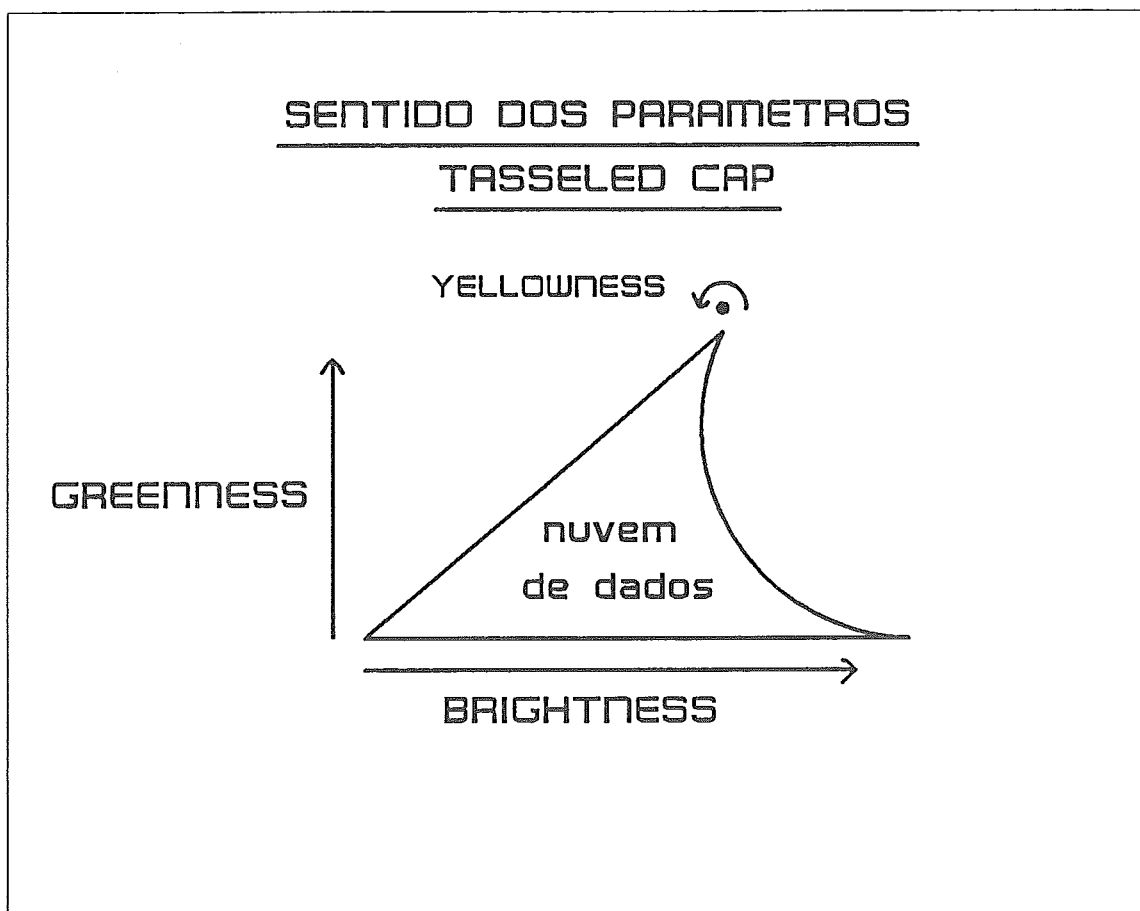 SENTIDO DOS PARAMETROS
TASSELED CAP
YELLOWNESS
GREENNESS
nuvem
de dados
BRIGHTNESS